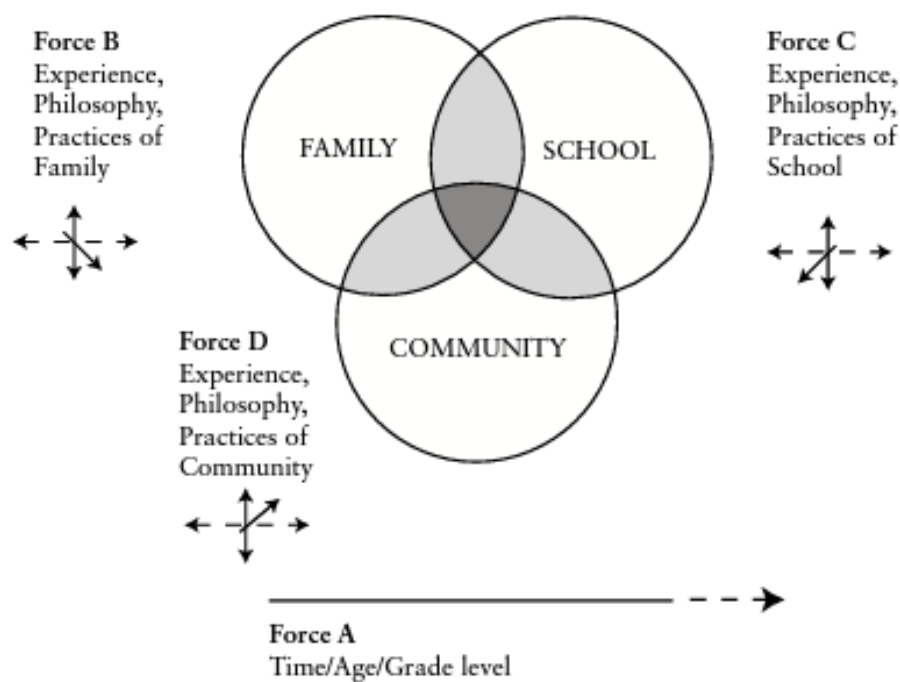 Force B
Experience,
Philosophy,
Practices of
Family
FAMILY
SCHOOL
Force C
Experience,
Philosophy,
Practices of
School
COMMUNITY
Force D
Experience,
Philosophy,
Practices of
Community
Force A
Time/Age/Grade level